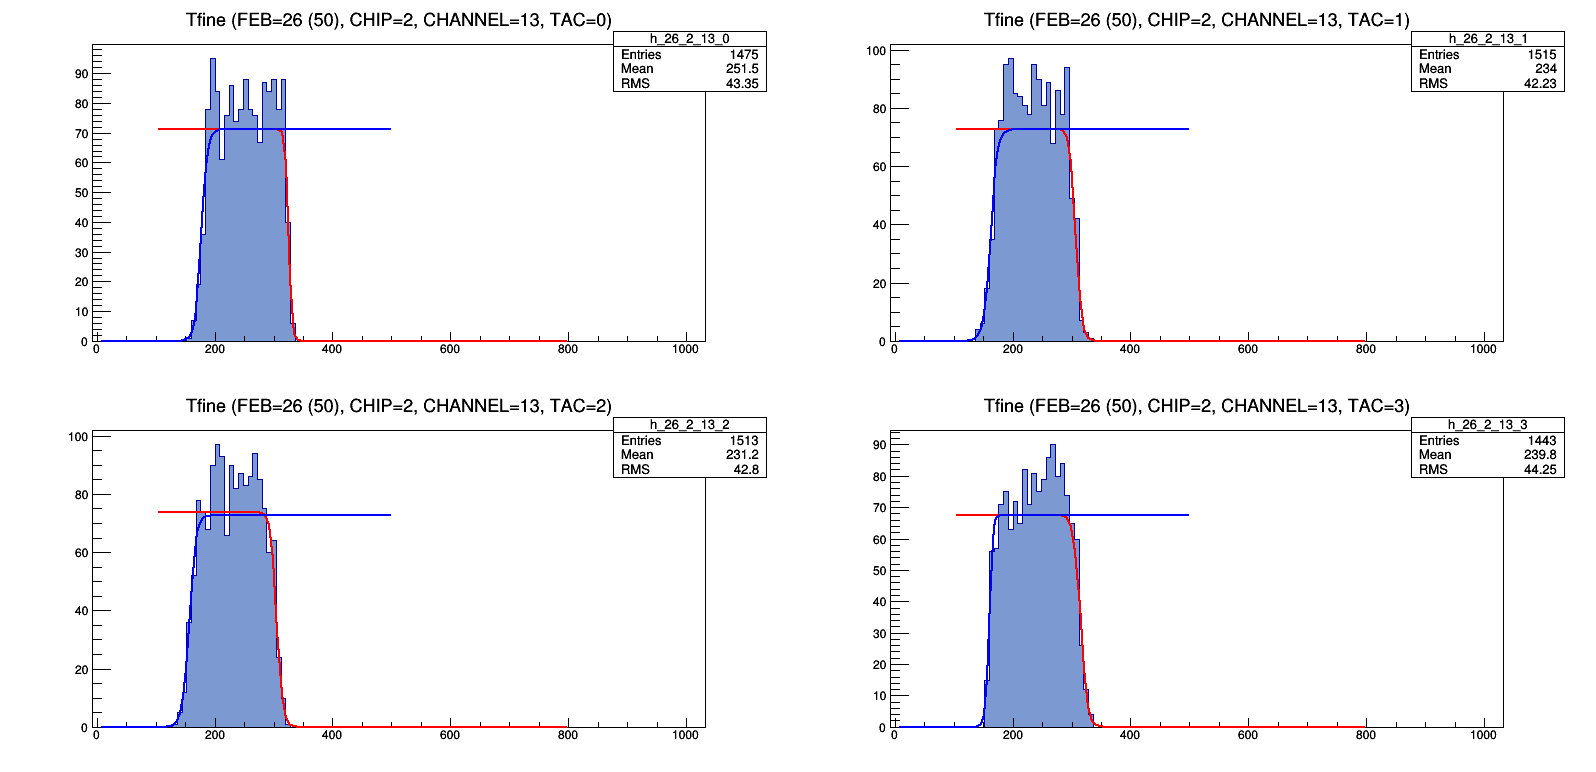 Tfine (FEB=26 (50), CHIP=2, CHANNEL=13, TAC=0)
h_26_2_13_0
Entries 1475
Mean 251.5
RMS 43.35
90
80
70
60
50
40
30
20
10
0
0 200 400 600 800 1000
Tfine (FEB=26 (50), CHIP=2, CHANNEL=13, TAC=1)
h_26_2_13_1
Entries 1515
Mean 234
RMS 42.23
100
80
60
40
20
0
0 200 400 600 800 1000
Tfine (FEB=26 (50), CHIP=2, CHANNEL=13, TAC=2)
h_26_2_13_2
Entries 1513
Mean 231.2
RMS 42.8
100
80
60
40
20
0
0 200 400 600 800 1000
Tfine (FEB=26 (50), CHIP=2, CHANNEL=13, TAC=3)
h_26_2_13_3
Entries 1443
Mean 239.8
RMS 44.25
90
80
70
60
50
40
30
20
10
0
0 200 400 600 800 1000